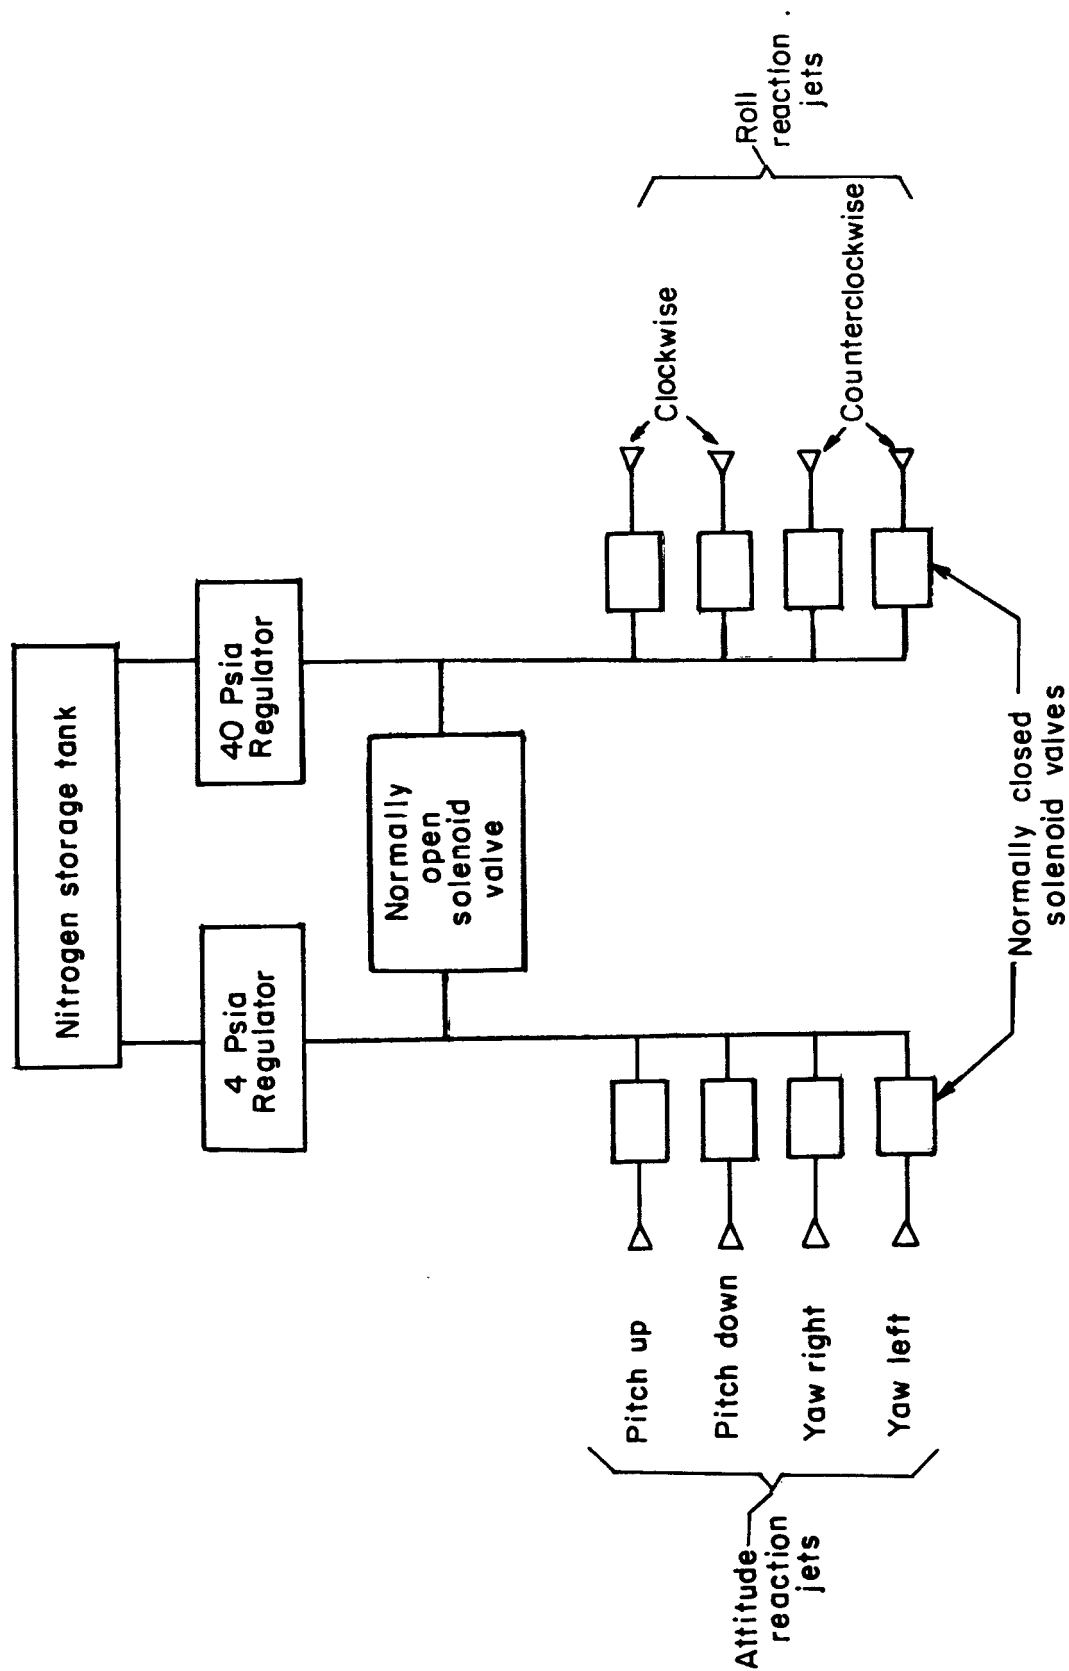 Nitrogen storage tank
4 Psia
Regulator
40 Psia
Regulator
Normally
open
solenoid
valve
Attitude
reaction
jets
Pitch up
Pitch down
Yaw right
Yaw left
Clockwise
Counterclockwise
Roll
reaction
jets
Normally closed
solenoid valves